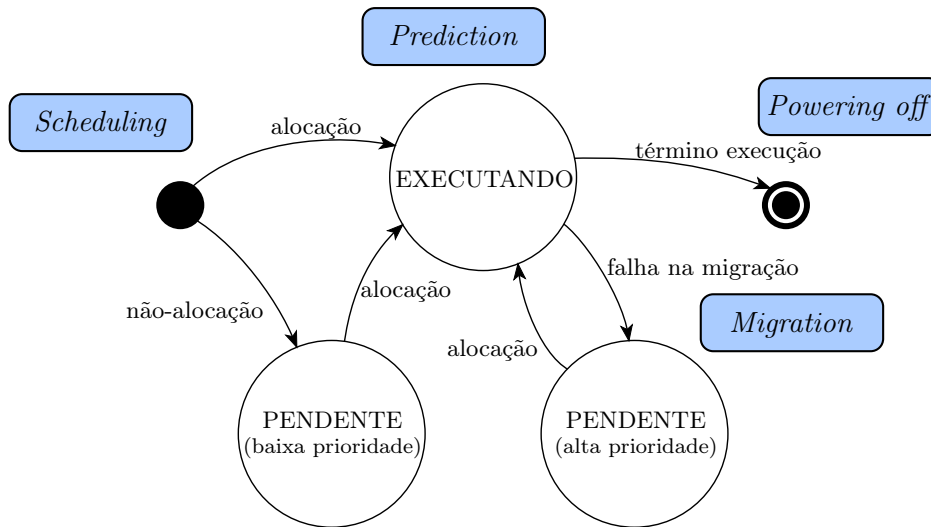 Prediction
Scheduling
Powering off
alocação
término execução
EXECUTANDO
falha na migração
alocação
não-alocação
Migration
alocação
PENDENTE
(baixa prioridade)
PENDENTE
(alta prioridade)